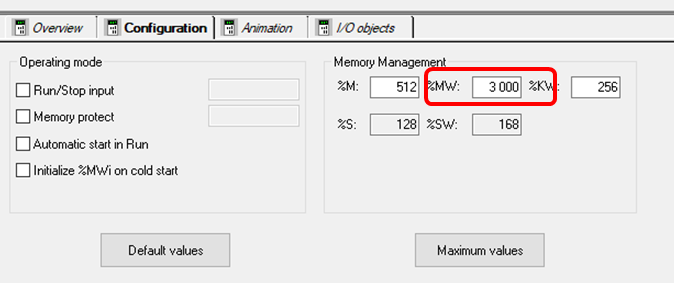 Overview Configuration Animation I/O objects
Operating mode
Run/Stop input
Memory protect
Automatic start in Run
Initialize %MWi on cold start
Default values
Memory Management
%M: 512 %MW: 3 000 %KW: 256
%S: 128 %SW: 168
Maximum values